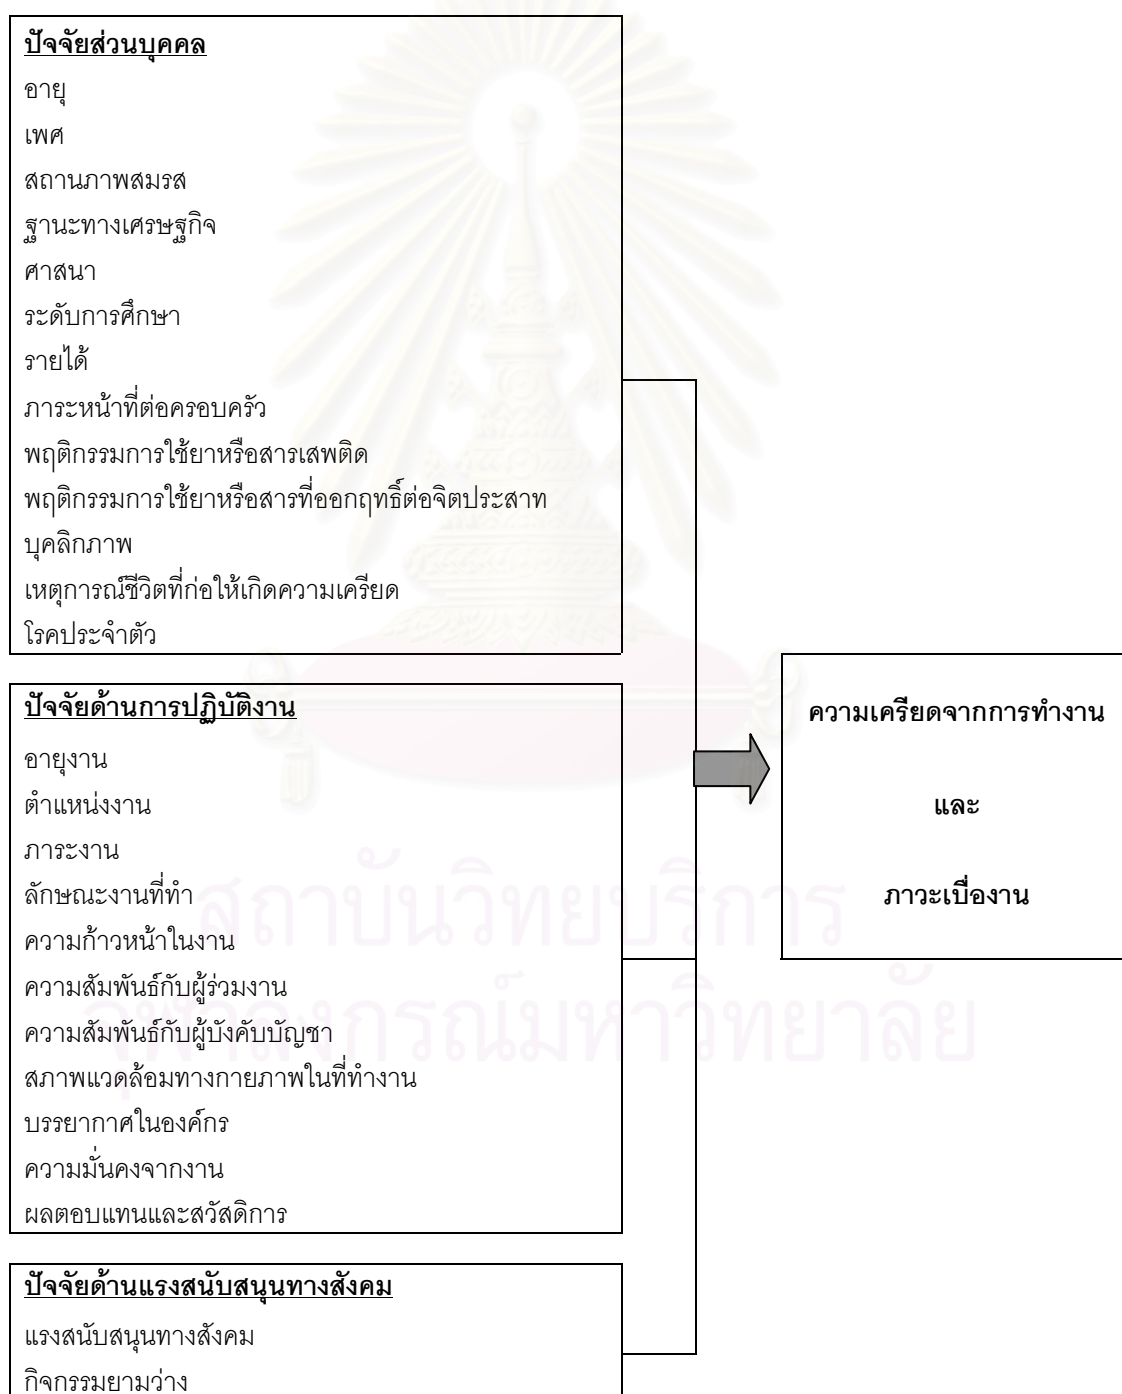 ปัจจัยส่วนบุคคล
อายุ
เพศ
สถานภาพสมรส
ฐานะทางเศรษฐกิจ
ศาสนา
ระดับการศึกษา
รายได้
ภาระหน้าที่ต่อครอบครัว
พฤติกรรมการใช้ยาหรือสารเสพติด
พฤติกรรมการใช้ยาหรือสารที่ออกฤทธิ์ต่อจิตประสาท
บุคลิกภาพ
เหตุการณ์ชีวิตที่ก่อให้เกิดความเครียด
โรคประจำตัว
ปัจจัยด้านการปฏิบัติงาน
อายุงาน
ตำแหน่งงาน
ภาระงาน
ลักษณะงานที่ทำ
ความก้าวหน้าในงาน
ความสัมพันธ์กับผู้ร่วมงาน
ความสัมพันธ์กับผู้บังคับบัญชา
สภาพแวดล้อมทางกายภาพในที่ทำงาน
บรรยากาศในองค์กร
ความมั่นคงจากงาน
ผลตอบแทนและสวัสดิการ
ปัจจัยด้านแรงสนับสนุนทางสังคม
แรงสนับสนุนทางสังคม
กิจกรรมยามว่าง
ความเครียดจากการทำงาน
และ
ภาวะเบื่องาน
สถาบันวิทยบริการ
จุฬาลงกรณ์มหาวิทยาลัย